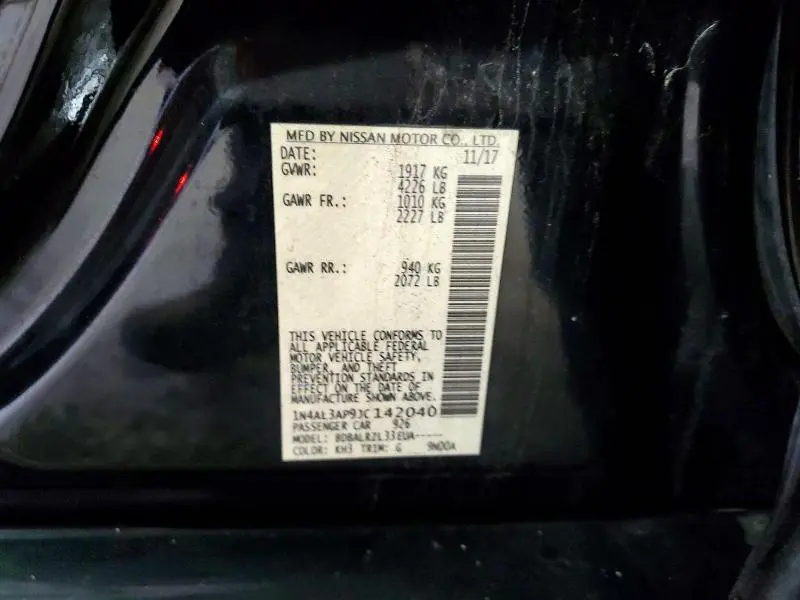 MFD BY NISSAN MOTOR CO., LTD.
DATE: 11/17
GVWR: 1917 KG
4226 LB
GAWR FR.: 1010 KG
2227 LB
GAWR RR.: 940 KG
2072 LB
THIS VEHICLE CONFORMS TO
ALL APPLICABLE FEDERAL
MOTOR VEHICLE SAFETY,
BUMPER, AND THEFT
PREVENTION STANDARDS IN
EFFECT ON THE DATE OF
MANUFACTURE SHOWN ABOVE.
1N4AL3AP9JC142040
PASSENGER CAR 926
MODEL: BDBALRZL33EUA-----
COLOR: KH3 TRIM: G 9N00A